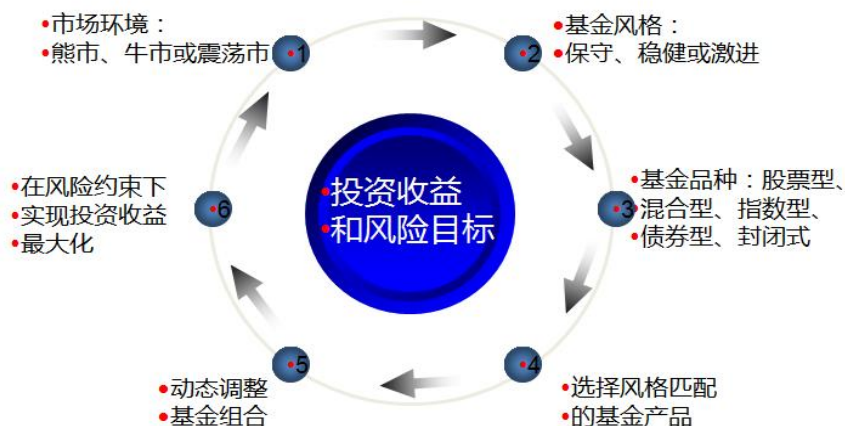 •市场环境：
•熊市、牛市或震荡市
•1
•2
•基金风格：
•保守、稳健或激进
•基金品种：股票型、
•3
•混合型、指数型、
•债券型、封闭式
•4
•选择风格匹配
•的基金产品
•5
•动态调整
•基金组合
•6
•在风险约束下
•实现投资收益
•最大化
•投资收益
•和风险目标